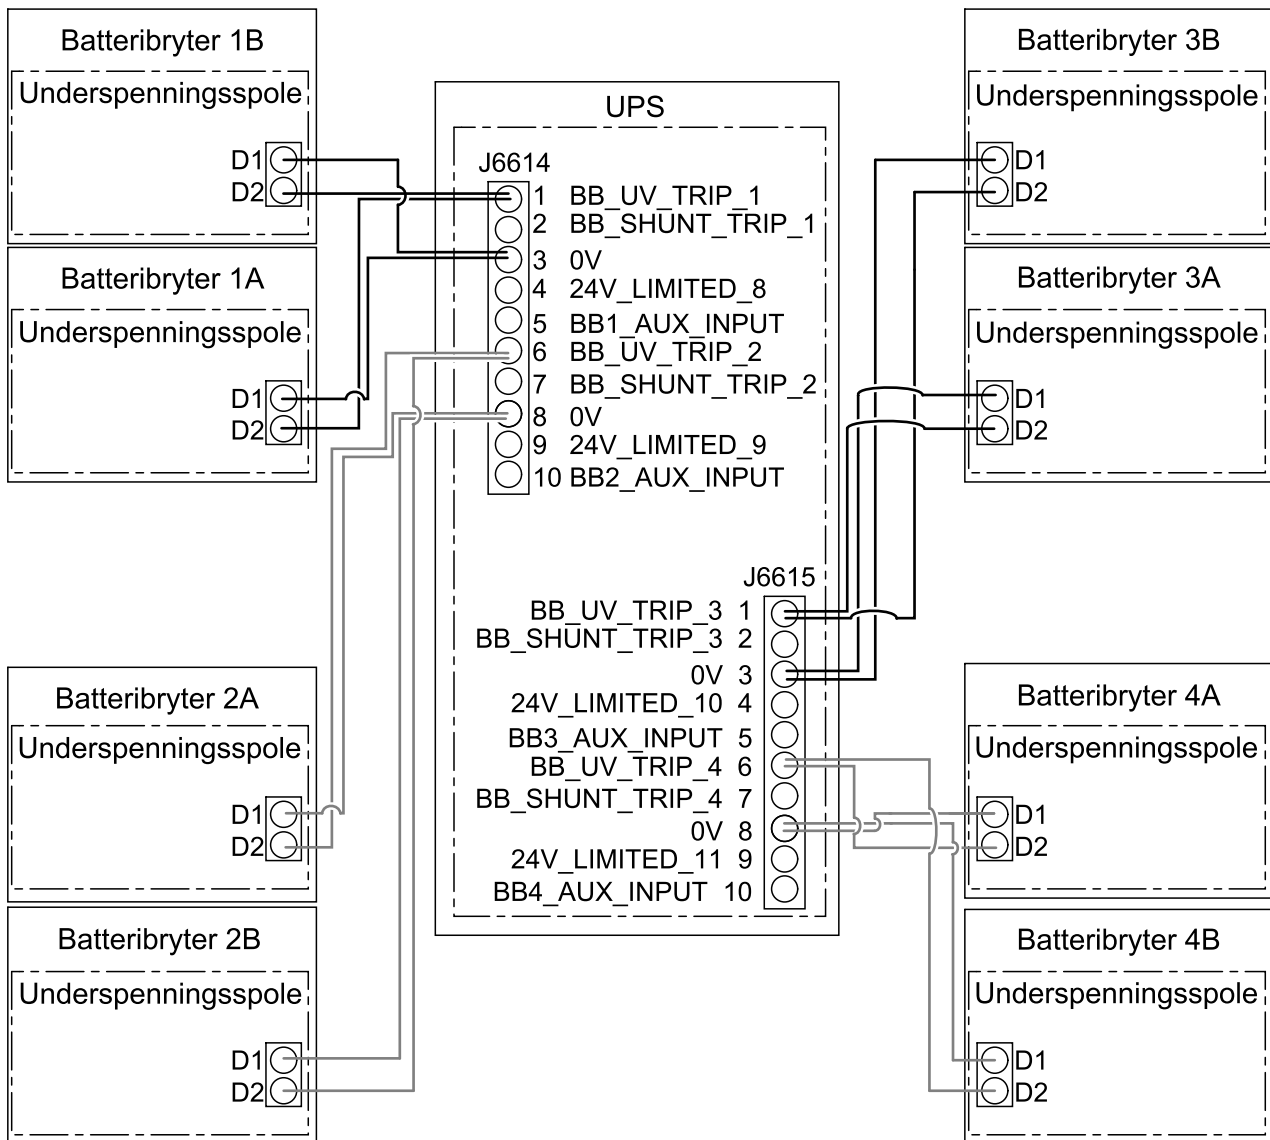 Batteribryter 1B
Underspenningsspole
D1
D2
Batteribryter 1A
Underspenningsspole
D1
D2
Batteribryter 2A
Underspenningsspole
D1
D2
Batteribryter 2B
Underspenningsspole
D1
D2
UPS
J6614
1 BB_UV_TRIP_1
2 BB_SHUNT_TRIP_1
3 0V
4 24V_LIMITED_8
5 BB1_AUX_INPUT
6 BB_UV_TRIP_2
7 BB_SHUNT_TRIP_2
8 0V
9 24V_LIMITED_9
10 BB2_AUX_INPUT
J6615
BB_UV_TRIP_3 1
BB_SHUNT_TRIP_3 2
0V 3
24V_LIMITED_10 4
BB3_AUX_INPUT 5
BB_UV_TRIP_4 6
BB_SHUNT_TRIP_4 7
0V 8
24V_LIMITED_11 9
BB4_AUX_INPUT 10
Batteribryter 3B
Underspenningsspole
D1
D2
Batteribryter 3A
Underspenningsspole
D1
D2
Batteribryter 4A
Underspenningsspole
D1
D2
Batteribryter 4B
Underspenningsspole
D1
D2